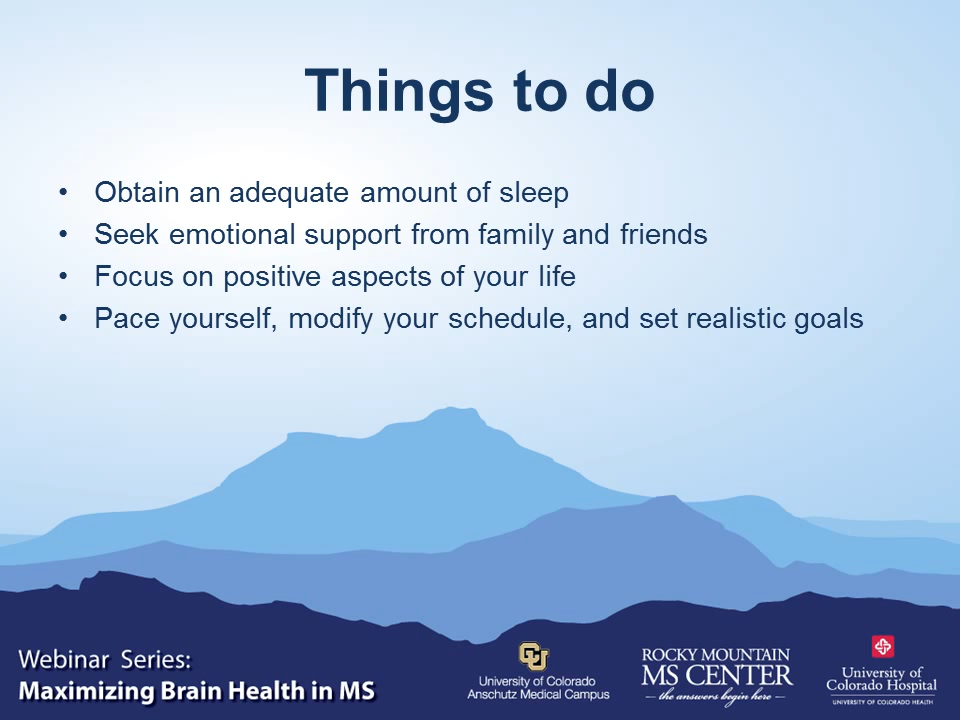 Things to do
• Obtain an adequate amount of sleep
• Seek emotional support from family and friends
• Focus on positive aspects of your life
• Pace yourself, modify your schedule, and set realistic goals
Webinar Series:
Maximizing Brain Health in MS
CU
University of Colorado
Anschutz Medical Campus
ROCKY MOUNTAIN
MS CENTER
the answers begin here
University of
Colorado Hospital
UNIVERSITY OF COLORADO HEALTH